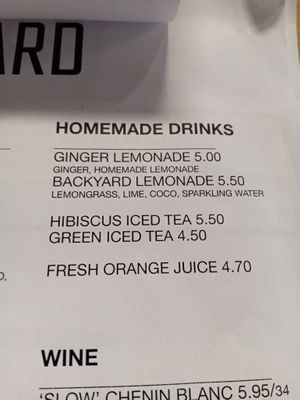 ARD
HOMEMADE DRINKS
GINGER LEMONADE 5.00
GINGER, HOMEMADE LEMONADE
BACKYARD LEMONADE 5.50
LEMONGRASS, LIME, COCO, SPARKLING WATER
HIBISCUS ICED TEA 5.50
GREEN ICED TEA 4.50
FRESH ORANGE JUICE 4.70
WINE
'SLOW' CHENIN BLANC 5.95/34